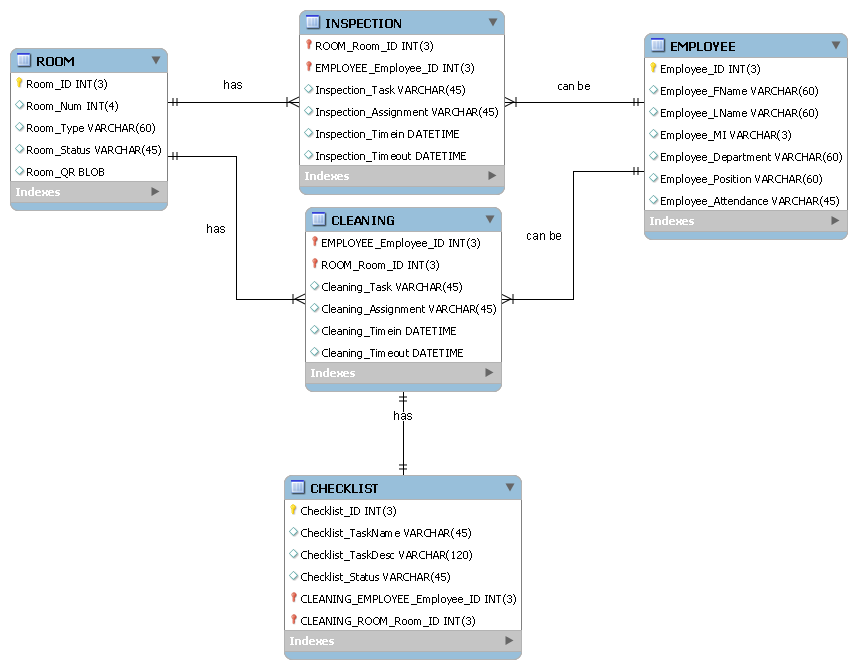 ROOM
Room_ID INT(3)
Room_Num INT(4)
Room_Type VARCHAR(60)
Room_Status VARCHAR(45)
Room_QR BLOB
Indexes
has
has
INSPECTION
ROOM_Room_ID INT(3)
EMPLOYEE_Employee_ID INT(3)
Inspection_Task VARCHAR(45)
Inspection_Assignment VARCHAR(45)
Inspection_Timein DATETIME
Inspection_Timeout DATETIME
Indexes
can be
can be
EMPLOYEE
Employee_ID INT(3)
Employee_FName VARCHAR(60)
Employee_LName VARCHAR(60)
Employee_MI VARCHAR(3)
Employee_Department VARCHAR(60)
Employee_Position VARCHAR(60)
Employee_Attendance VARCHAR(45)
Indexes
CLEANING
EMPLOYEE_Employee_ID INT(3)
ROOM_Room_ID INT(3)
Cleaning_Task VARCHAR(45)
Cleaning_Assignment VARCHAR(45)
Cleaning_Timein DATETIME
Cleaning_Timeout DATETIME
Indexes
has
CHECKLIST
Checklist_ID INT(3)
Checklist_TaskName VARCHAR(45)
Checklist_TaskDesc VARCHAR(120)
Checklist_Status VARCHAR(45)
CLEANING_EMPLOYEE_Employee_ID INT(3)
CLEANING_ROOM_Room_ID INT(3)
Indexes